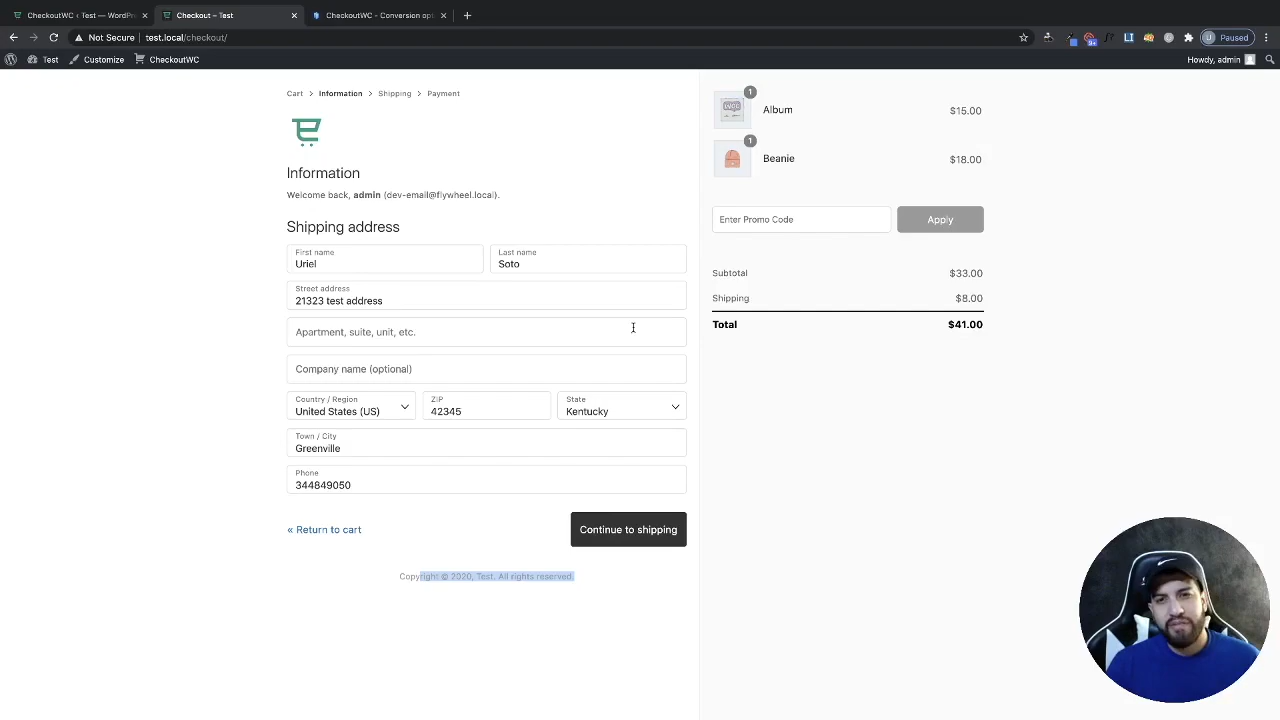 CheckoutWC ‹ Test — WordPr
Checkout – Test
CheckoutWC - Conversion opt
Not Secure
test.local/checkout/
Paused
Test
Customize
CheckoutWC
Howdy, admin
Cart > Information > Shipping > Payment
Information
Welcome back, admin (dev-email@flywheel.local).
Shipping address
First name
Uriel
Last name
Soto
Street address
21323 test address
Apartment, suite, unit, etc.
Company name (optional)
Country / Region
United States (US)
ZIP
42345
State
Kentucky
Town / City
Greenville
Phone
344849050
« Return to cart
Continue to shipping
Copyright © 2020, Test. All rights reserved.
1
Album
$15.00
1
Beanie
$18.00
Enter Promo Code
Apply
Subtotal
$33.00
Shipping
$8.00
Total
$41.00